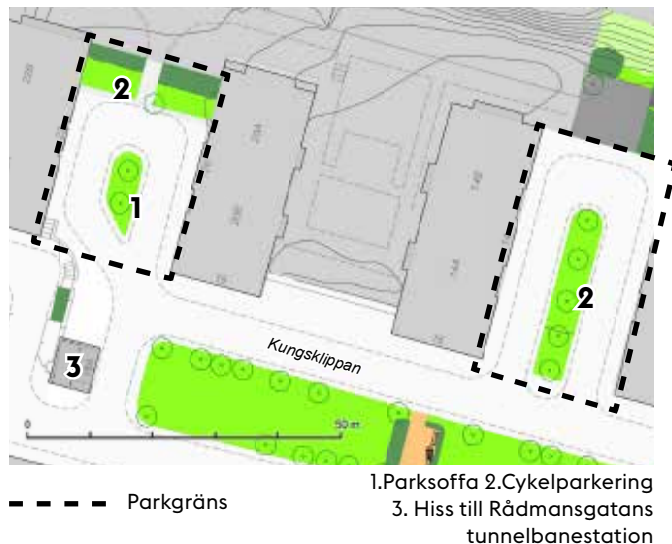 2
1
2
3
Kungsklippan
0
50 m
Parkgräns
1.Parksoffa 2.Cykelparkering
3. Hiss till Rådmansgatans
tunnelbanestation